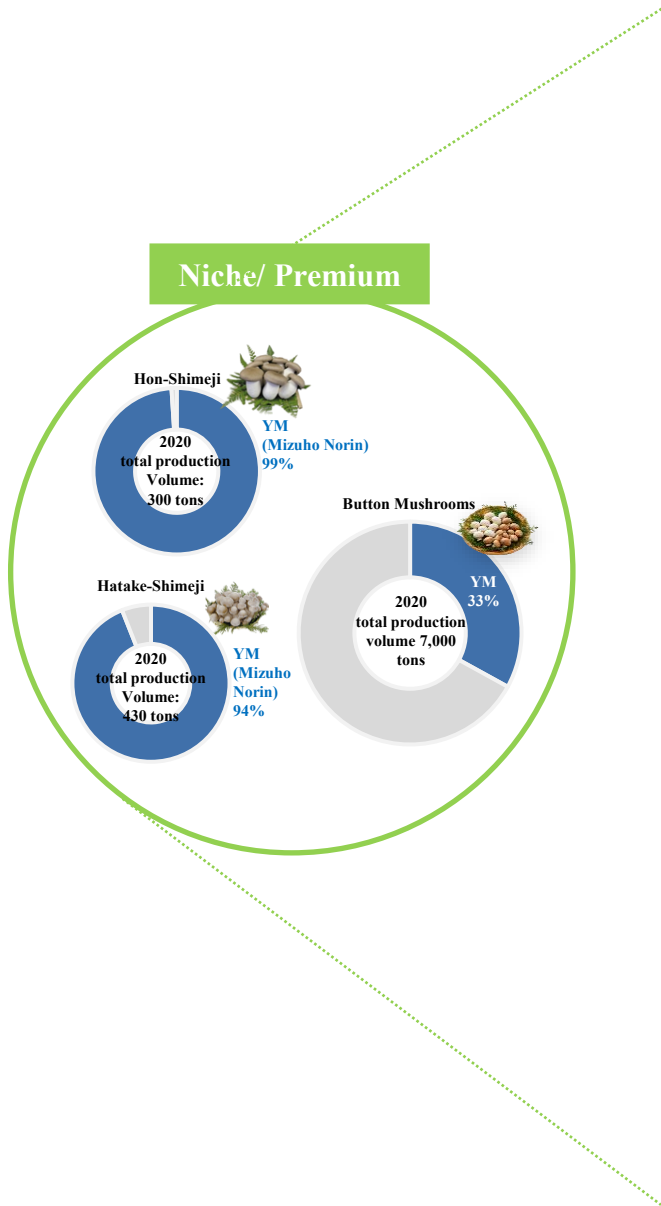 Niche/ Premium
Hon-Shimeji
YM
(Mizuho Norin)
99%
2020
total production
Volume:
300 tons
Button Mushrooms
YM
33%
2020
total production
volume 7,000
tons
Hatake-Shimeji
YM
(Mizuho
Norin)
94%
2020
total production
Volume:
430 tons